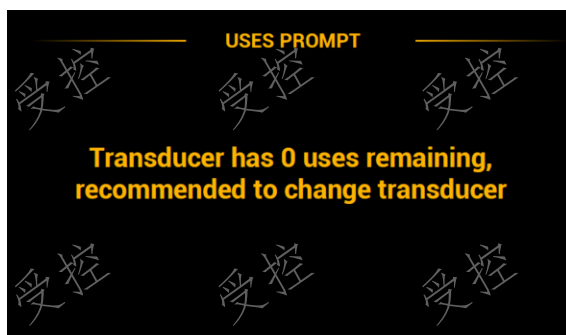 USES PROMPT
受控 受控 受控
Transducer has 0 uses remaining,
recommended to change transducer
受控 受控 受控